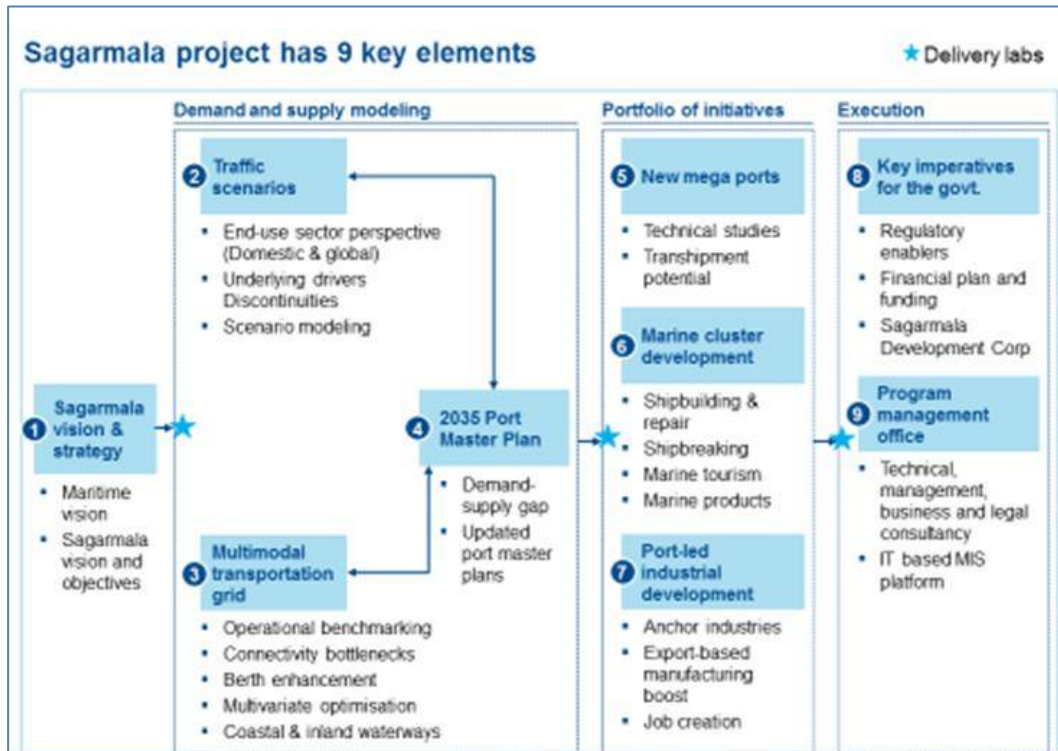 Sagarmala project has 9 key elements
Delivery labs
Demand and supply modeling
Portfolio of initiatives
Execution
1
Sagarmala
vision &
strategy
▪ Maritime
vision
▪ Sagarmala
vision and
objectives
2
Traffic
scenarios
▪ End-use sector perspective
(Domestic & global)
▪ Underlying drivers
Discontinuities
▪ Scenario modeling
3
Multimodal
transportation
grid
▪ Operational benchmarking
▪ Connectivity bottlenecks
▪ Berth enhancement
▪ Multivariate optimisation
▪ Coastal & inland waterways
4
2035 Port
Master Plan
▪ Demand-
supply gap
▪ Updated
port master
plans
5
New mega ports
▪ Technical studies
▪ Transhipment
potential
6
Marine cluster
development
▪ Shipbuilding &
repair
▪ Shipbreaking
▪ Marine tourism
▪ Marine products
7
Port-led
industrial
development
▪ Anchor industries
▪ Export-based
manufacturing
boost
▪ Job creation
8
Key imperatives
for the govt.
▪ Regulatory
enablers
▪ Financial plan and
funding
▪ Sagarmala
Development Corp
9
Program
management
office
▪ Technical,
management,
business and legal
consultancy
▪ IT based MIS
platform